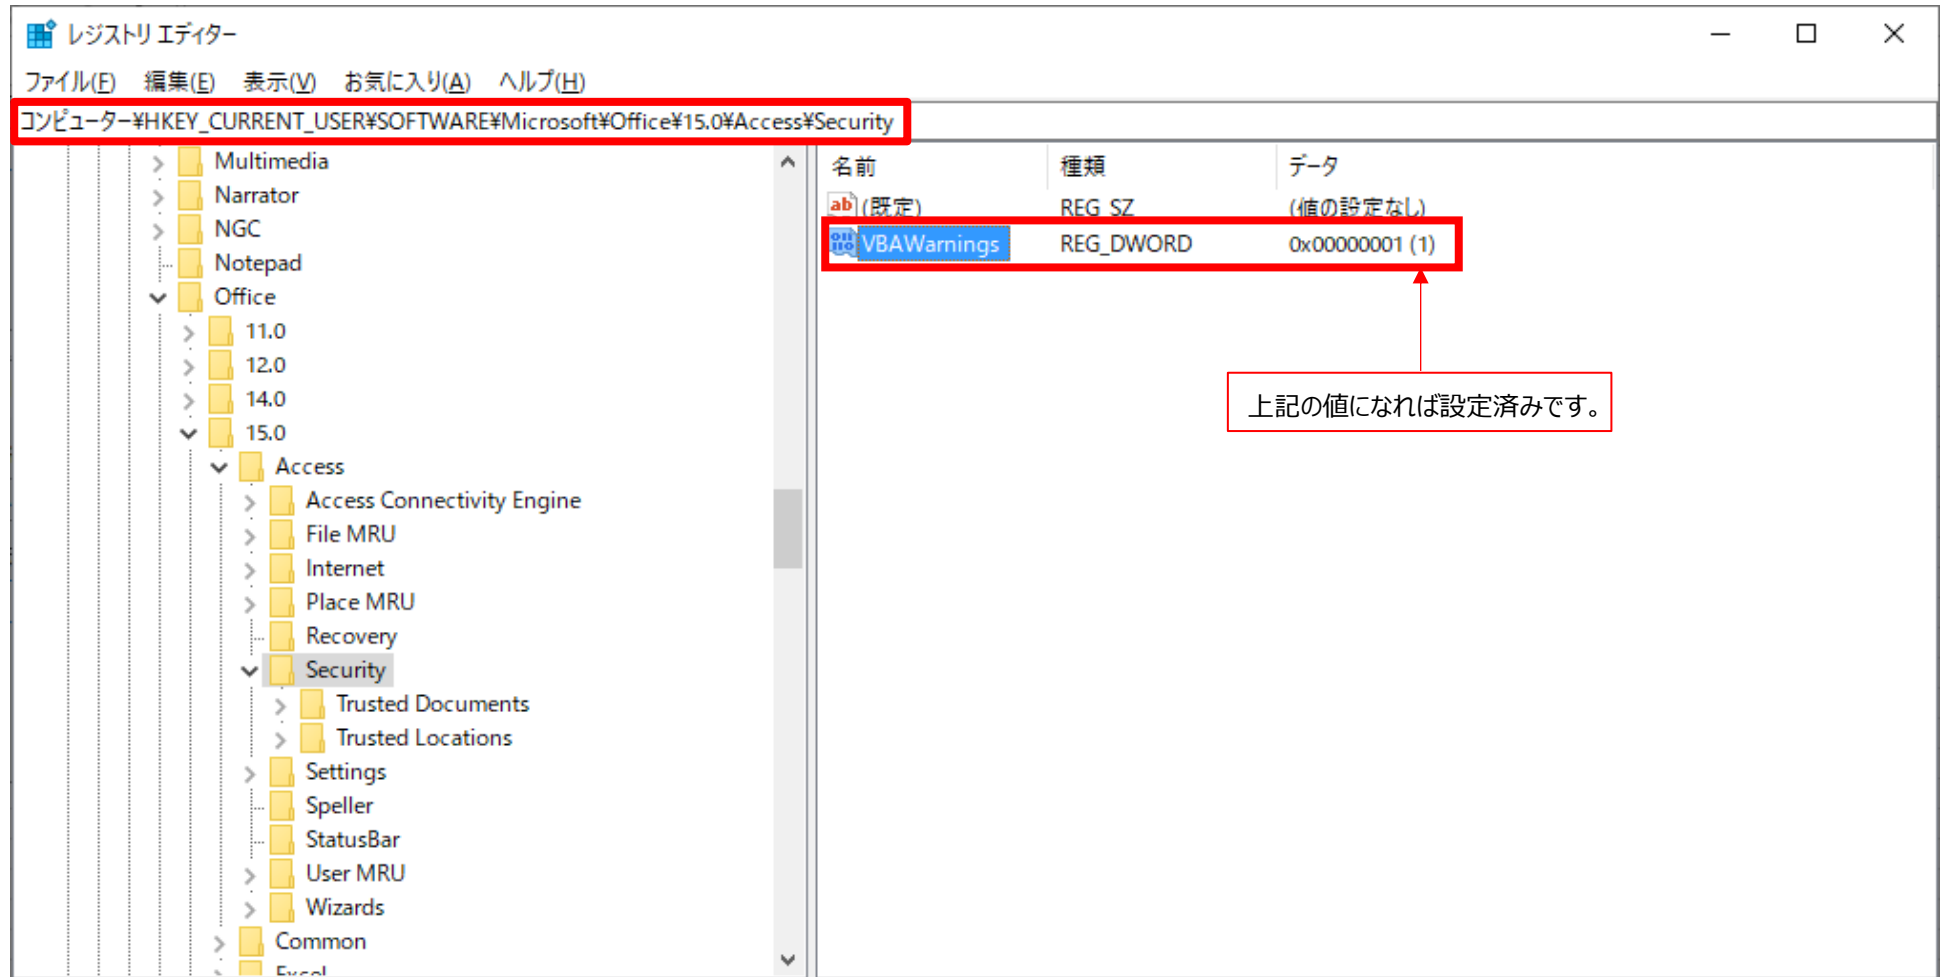 レジストリ エディター
ファイル(F) 編集(E) 表示(V) お気に入り(A) ヘルプ(H)
コンピューター¥HKEY_CURRENT_USER¥SOFTWARE¥Microsoft¥Office¥15.0¥Access¥Security
Multimedia
Narrator
NGC
Notepad
Office
11.0
12.0
14.0
15.0
Access
Access Connectivity Engine
File MRU
Internet
Place MRU
Recovery
Security
Trusted Documents
Trusted Locations
Settings
Speller
StatusBar
User MRU
Wizards
Common
Excel
名前 種類 データ
ab (既定) REG_SZ (値の設定なし)
VBAWarnings REG_DWORD 0x00000001 (1)
上記の値になれば設定済みです。